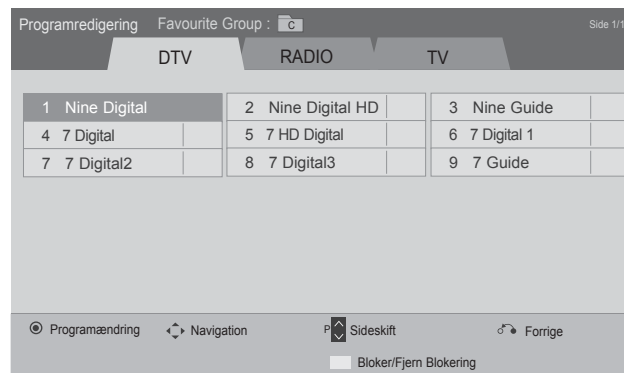 Programredigering Favourite Group : C Side 1/1
DTV RADIO TV
1 Nine Digital 2 Nine Digital HD 3 Nine Guide
4 7 Digital 5 7 HD Digital 6 7 Digital 1
7 7 Digital2 8 7 Digital3 9 7 Guide
Programændring Navigation P Sideskift Forrige
Bloker/Fjern Blokering